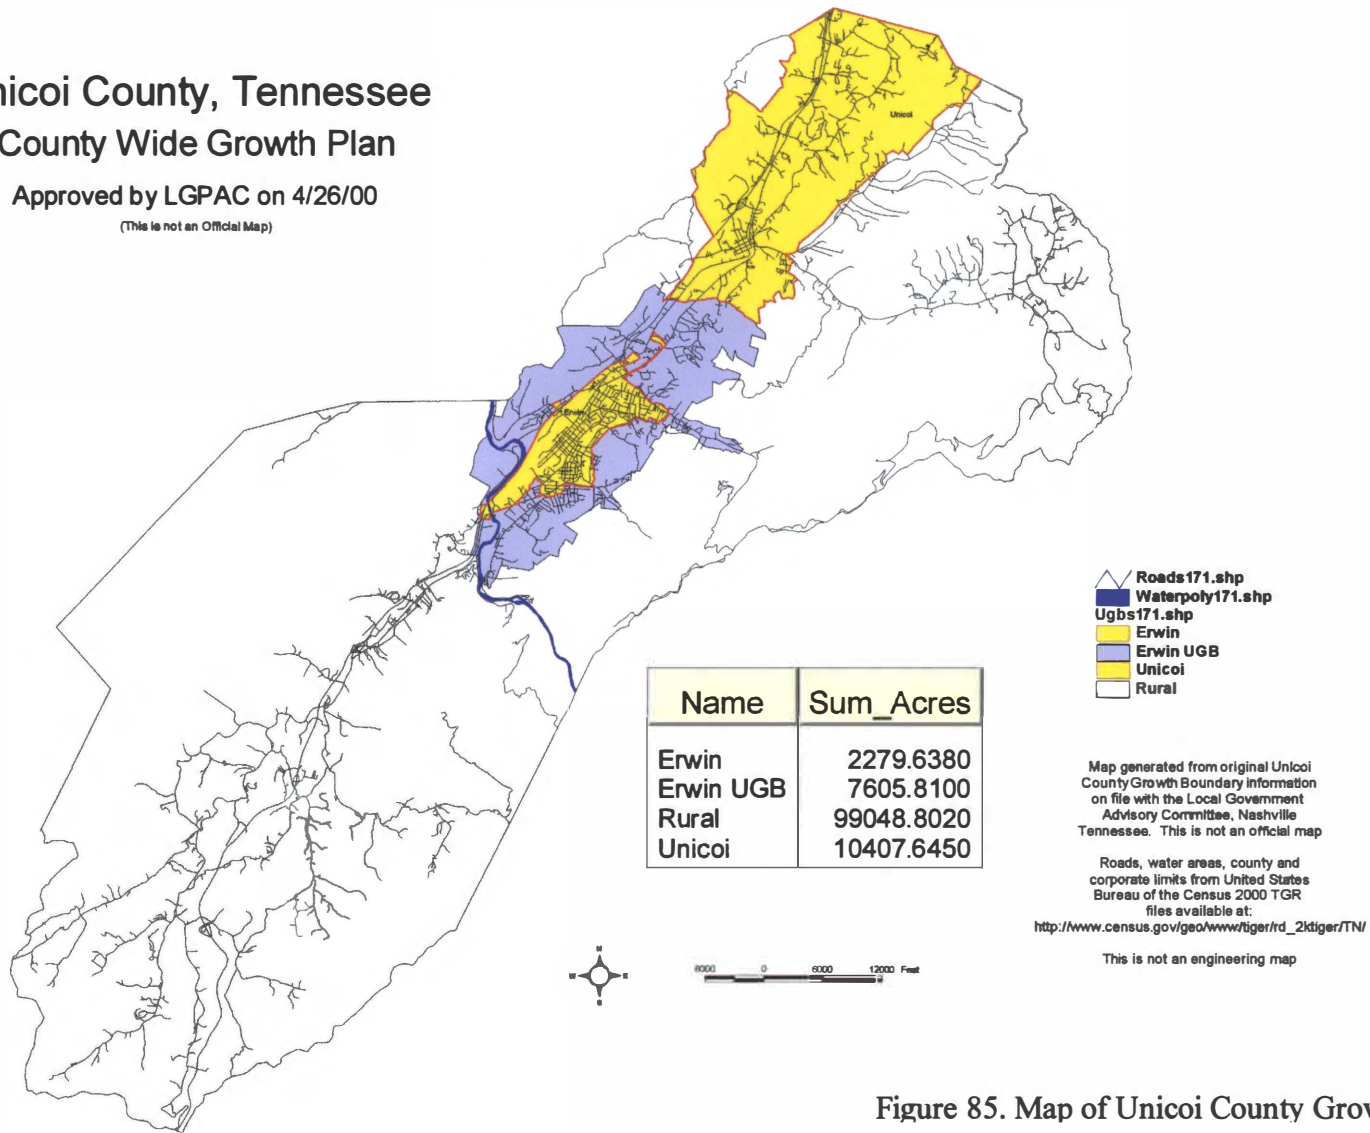 nicoi County, Tennessee
County Wide Growth Plan
Approved by LGPAC on 4/26/00
(This is not an Official Map)
Unicoi
Erwin
Roads171.shp
Waterpoly171.shp
Ugbs171.shp
Erwin
Erwin UGB
Unicoi
Rural
Name Sum_Acres
Erwin 2279.6380
Erwin UGB 7605.8100
Rural 99048.8020
Unicoi 10407.6450
Map generated from original Unicoi
County Growth Boundary information
on file with the Local Government
Advisory Committee, Nashville
Tennessee. This is not an official map
Roads, water areas, county and
corporate limits from United States
Bureau of the Census 2000 TGR
files available at:
http://www.census.gov/geo/www/tiger/rd_2ktiger/TN/
This is not an engineering map
6000 0 6000 12000 Feet
Figure 85. Map of Unicoi County Grow